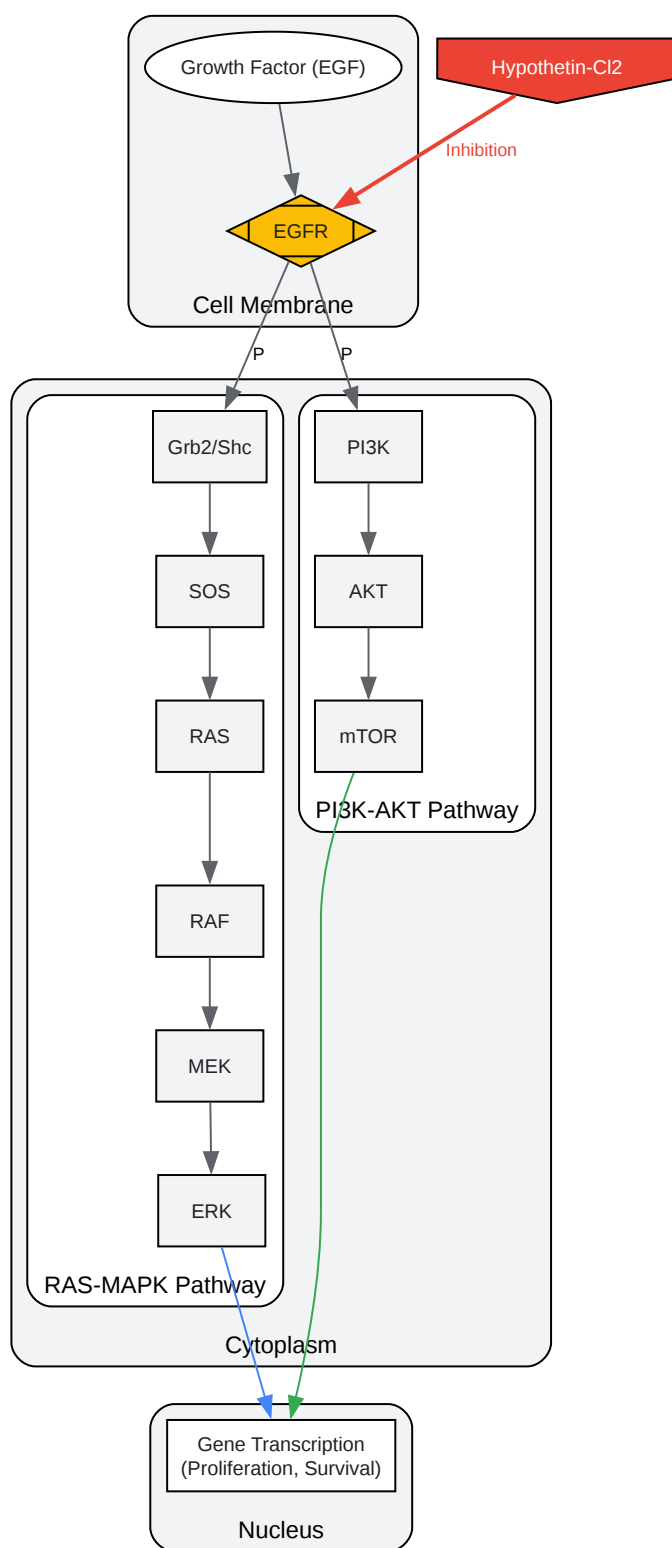 Growth Factor (EGF)
Hypothetin-Cl2
Inhibition
EGFR
Cell Membrane
P
P
Grb2/Shc
PI3K
SOS
AKT
RAS
mTOR
PI3K-AKT Pathway
RAF
MEK
ERK
RAS-MAPK Pathway
Cytoplasm
Gene Transcription
(Proliferation, Survival)
Nucleus